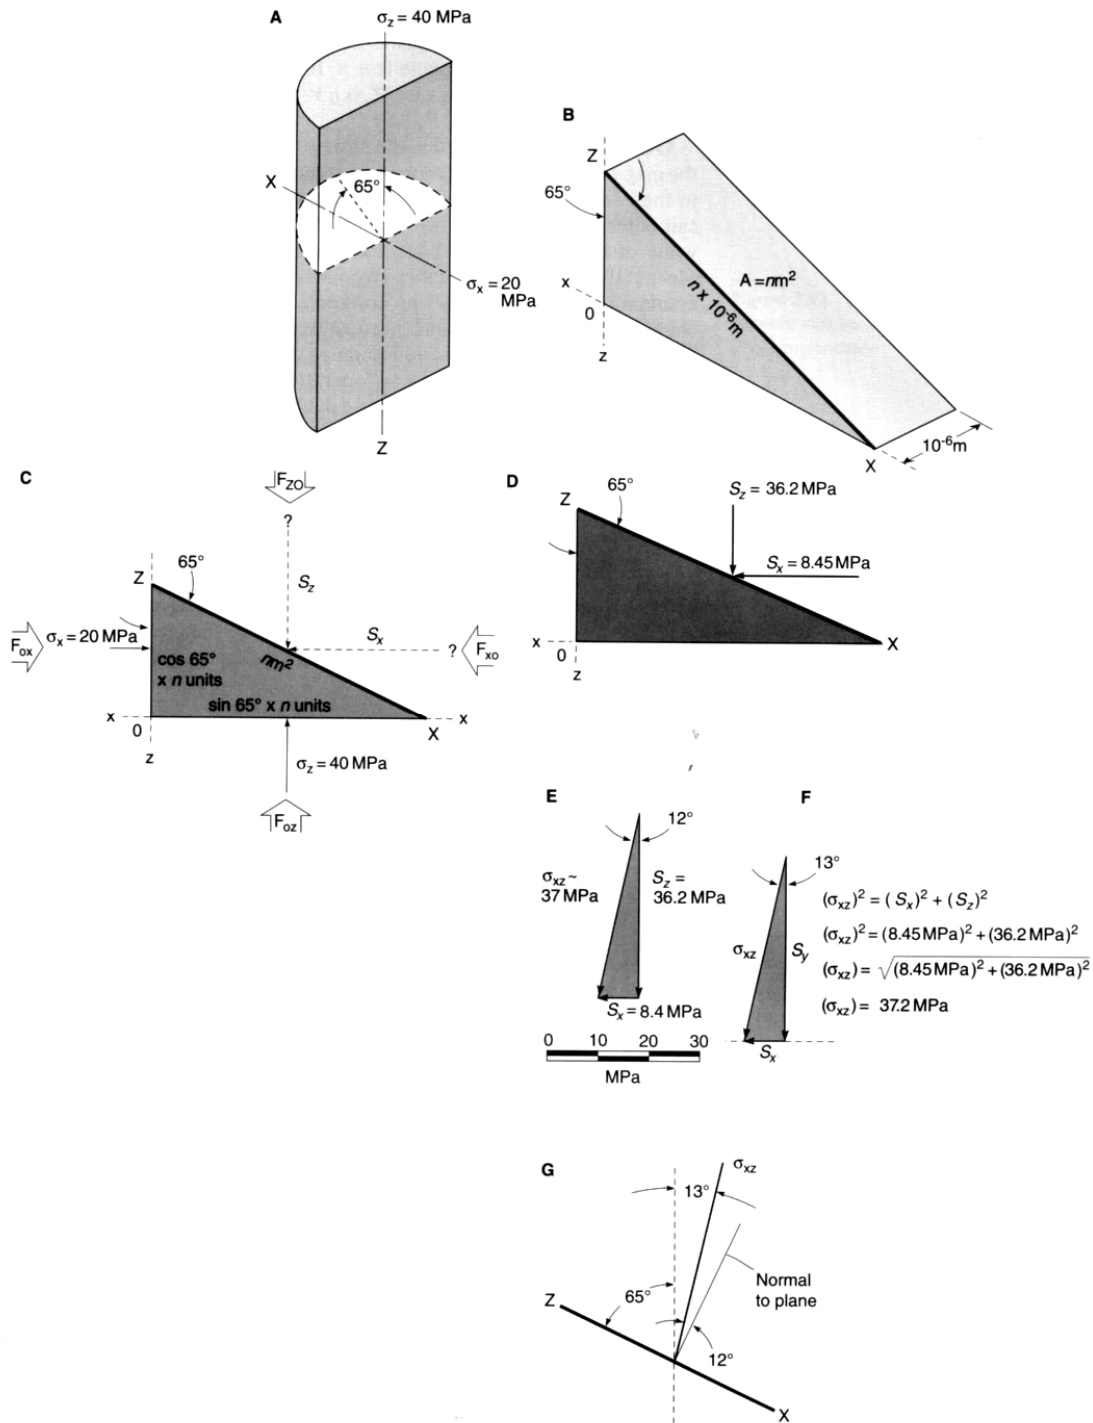 A
σz = 40 MPa
X
65°
σx = 20
MPa
Z
B
Z
65°
A = nm²
n x 10⁻⁶m
x
0
z
10⁻⁶m
X
C
FZO
?
65°
Z
Sz
Fox
σx = 20 MPa
Sx
?
Fxo
nm²
cos 65°
x n units
sin 65° x n units
x
x
0
X
z
σz = 40 MPa
Foz
D
65°
Z
Sz = 36.2 MPa
Sx = 8.45 MPa
x
0
X
z
E
12°
σxz ~
37 MPa
Sz =
36.2 MPa
Sx = 8.4 MPa
0 10 20 30
MPa
F
13°
σxz
Sy
Sx
(σxz)² = (Sx)² + (Sz)²
(σxz)² = (8.45 MPa)² + (36.2 MPa)²
(σxz) = √(8.45 MPa)² + (36.2 MPa)²
(σxz) = 37.2 MPa
G
σxz
13°
Normal
to plane
65°
Z
12°
X